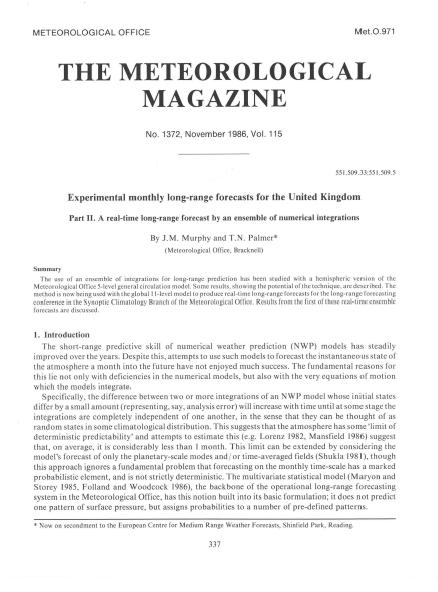 METEOROLOGICAL OFFICE
Met.O.971
THE METEOROLOGICAL
MAGAZINE
No. 1372, November 1986, Vol. 115
551.509.33:551.509.5
Experimental monthly long-range forecasts for the United Kingdom
Part II. A real-time long-range forecast by an ensemble of numerical integrations
By J.M. Murphy and T.N. Palmer*
(Meteorological Office, Bracknell)
Summary
The use of an ensemble of integrations for long-range prediction has been studied with a hemispheric version of the
Meteorological Office 5-level general circulation model. Some results, showing the potential of the technique, are described. The
method is now being used with the global 11-level model to produce real-time long-range forecasts for the long-range forecasting
conference in the Synoptic Climatology Branch of the Meteorological Office. Results from the first of these real-time ensemble
forecasts are discussed.
1. Introduction
The short-range predictive skill of numerical weather prediction (NWP) models has steadily
improved over the years. Despite this, attempts to use such models to forecast the instantaneous state of
the atmosphere a month into the future have not enjoyed much success. The fundamental reasons for
this lie not only with deficiencies in the numerical models, but also with the very equations of motion
which the models integrate.
Specifically, the difference between two or more integrations of an NWP model whose initial states
differ by a small amount (representing, say, analysis error) will increase with time until at some stage the
integrations are completely independent of one another, in the sense that they can be thought of as
random states in some climatological distribution. This suggests that the atmosphere has some 'limit of
deterministic predictability' and attempts to estimate this (e.g. Lorenz 1982, Mansfield 1986) suggest
that, on average, it is considerably less than 1 month. This limit can be extended by considering the
model's forecast of only the planetary-scale modes and/or time-averaged fields (Shukla 1981), though
this approach ignores a fundamental problem that forecasting on the monthly time-scale has a marked
probabilistic element, and is not strictly deterministic. The multivariate statistical model (Maryon and
Storey 1985, Folland and Woodcock 1986), the backbone of the operational long-range forecasting
system in the Meteorological Office, has this notion built into its basic formulation; it does not predict
one pattern of surface pressure, but assigns probabilities to a number of pre-defined patterns.
* Now on secondment to the European Centre for Medium Range Weather Forecasts, Shinfield Park, Reading.
337